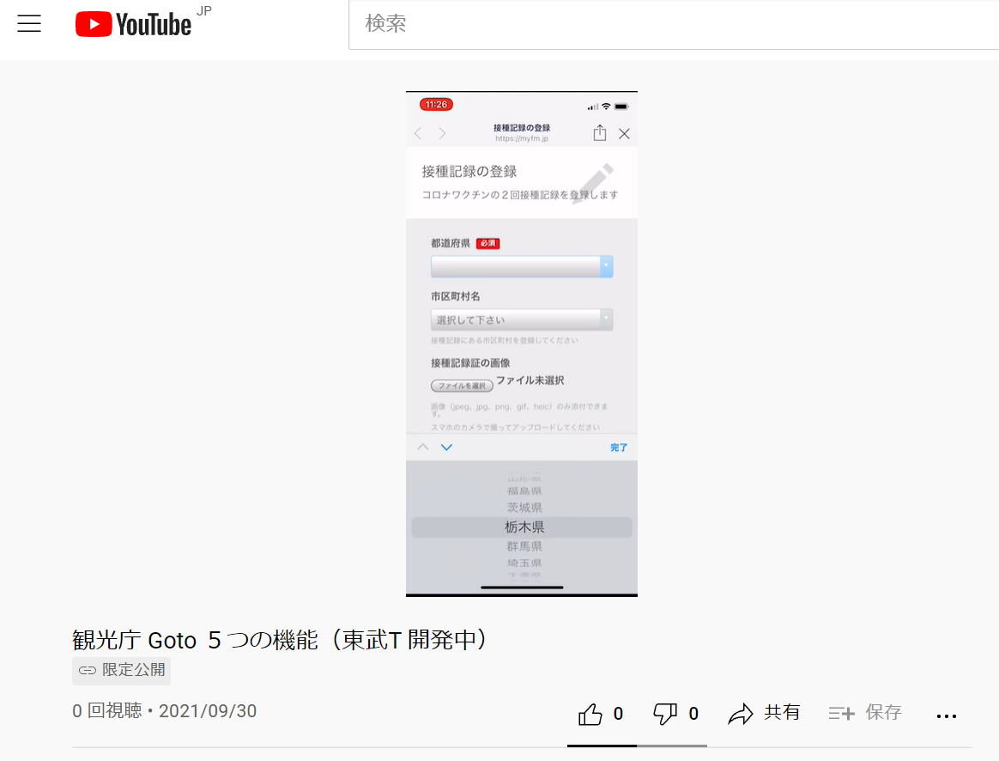 YouTube JP
検索
11:26
接種記録の登録
https://myfm.jp
接種記録の登録
コロナワクチンの２回接種記録を登録します
都道府県 必須
市区町村名
選択して下さい
接種記録にある市区町村を登録してください
接種記録証の画像
ファイルを選択 ファイル未選択
画像（jpeg、jpg、png、gif、heic）のみ添付できま
す。
スマホのカメラで撮ってアップロードしてください
完了
山形県
福島県
茨城県
栃木県
群馬県
埼玉県
千葉県
観光庁 Goto ５つの機能（東武T 開発中）
限定公開
0 回視聴・2021/09/30
0 0 共有 保存